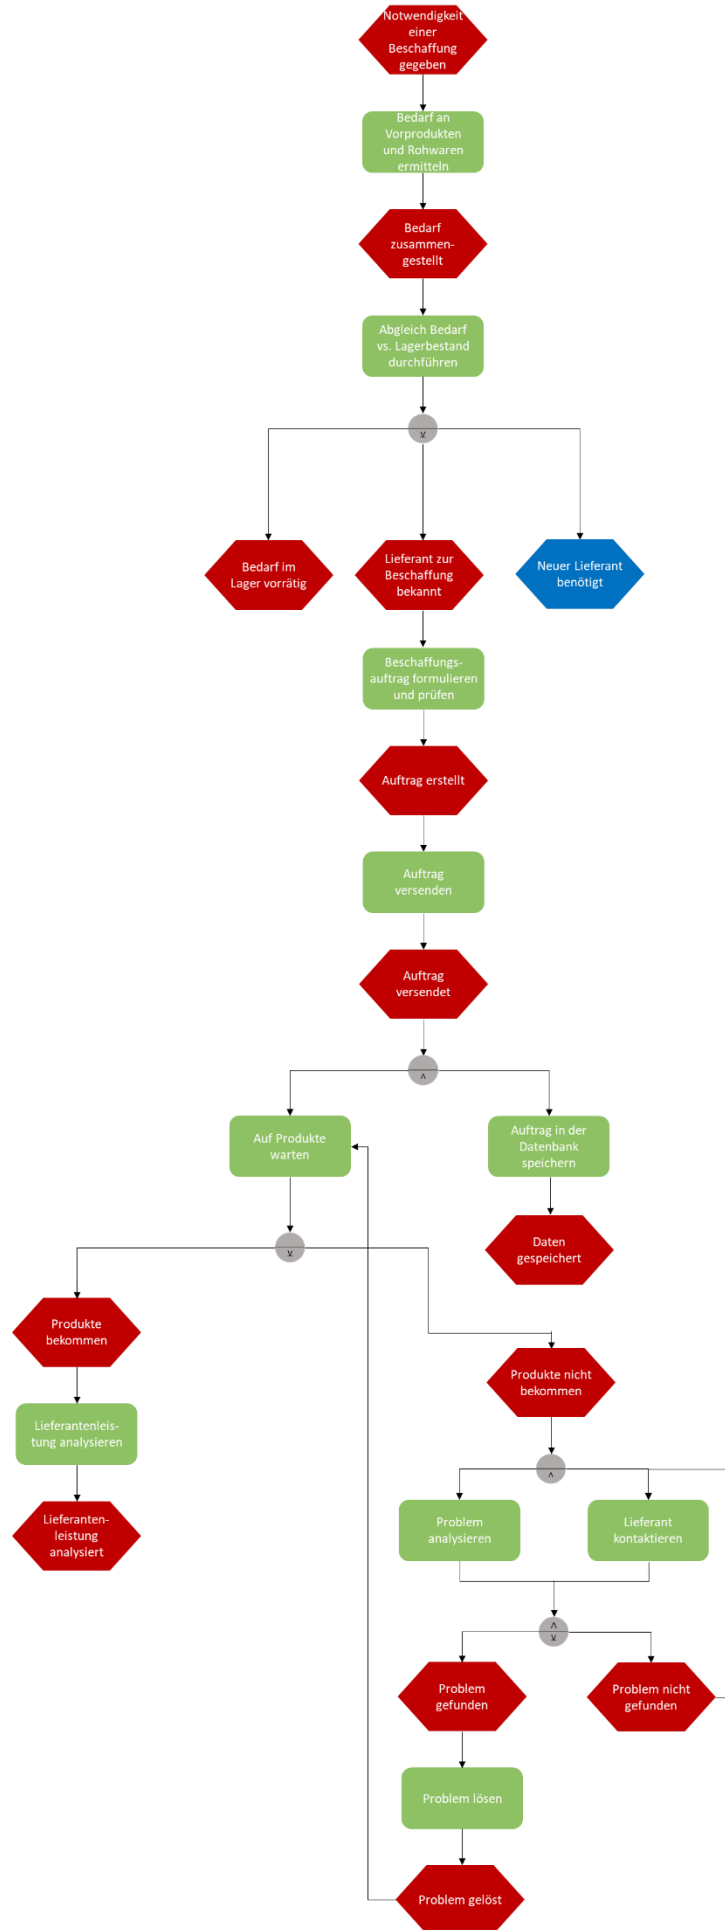 Notwendigkeit
einer
Beschaffung
gegeben
Bedarf an
Vorprodukten
und Rohwaren
ermitteln
Bedarf
zusammen-
gestellt
Abgleich Bedarf
vs. Lagerbestand
durchführen
Bedarf im
Lager vorrätig
Lieferant zur
Beschaffung
bekannt
Neuer Lieferant
benötigt
Beschaffungs-
auftrag formulieren
und prüfen
Auftrag erstellt
Auftrag
versenden
Auftrag
versendet
Auf Produkte
warten
Auftrag in der
Datenbank
speichern
Daten
gespeichert
Produkte
bekommen
Produkte nicht
bekommen
Lieferantenleis-
tung analysieren
Lieferanten-
leistung
analysiert
Problem
analysieren
Lieferant
kontaktieren
Problem
gefunden
Problem nicht
gefunden
Problem lösen
Problem gelöst